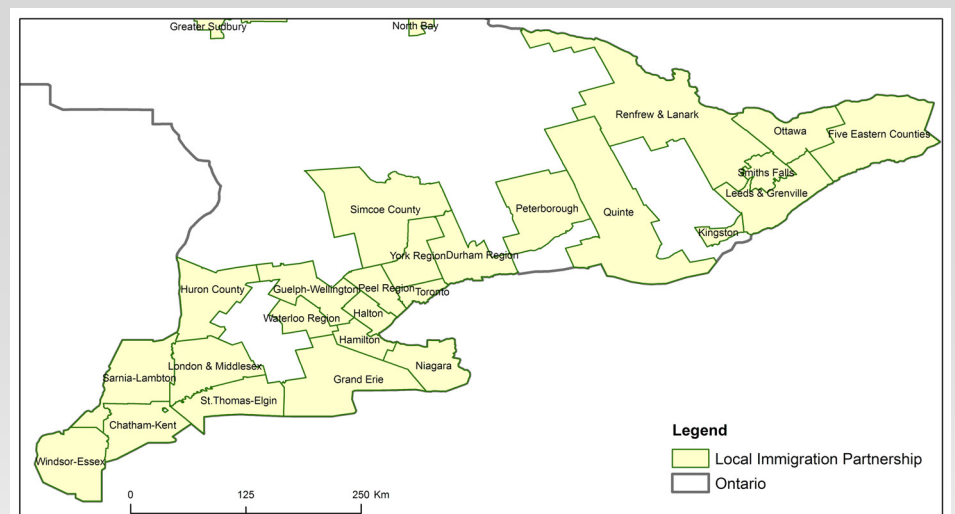 Greater Sudbury
North Bay
Renfrew & Lanark
Ottawa
Five Eastern Counties
Smiths Falls
Leeds & Grenville
Simcoe County
Peterborough
Quinte
Kingston
York Region
Durham Region
Huron County
Guelph-Wellington
Peel Region
Toronto
Waterloo Region
Halton
Hamilton
London & Middlesex
Niagara
Sarnia-Lambton
Grand Erie
St.Thomas-Elgin
Chatham-Kent
Windsor-Essex
Legend
Local Immigration Partnership
Ontario
0 125 250 Km